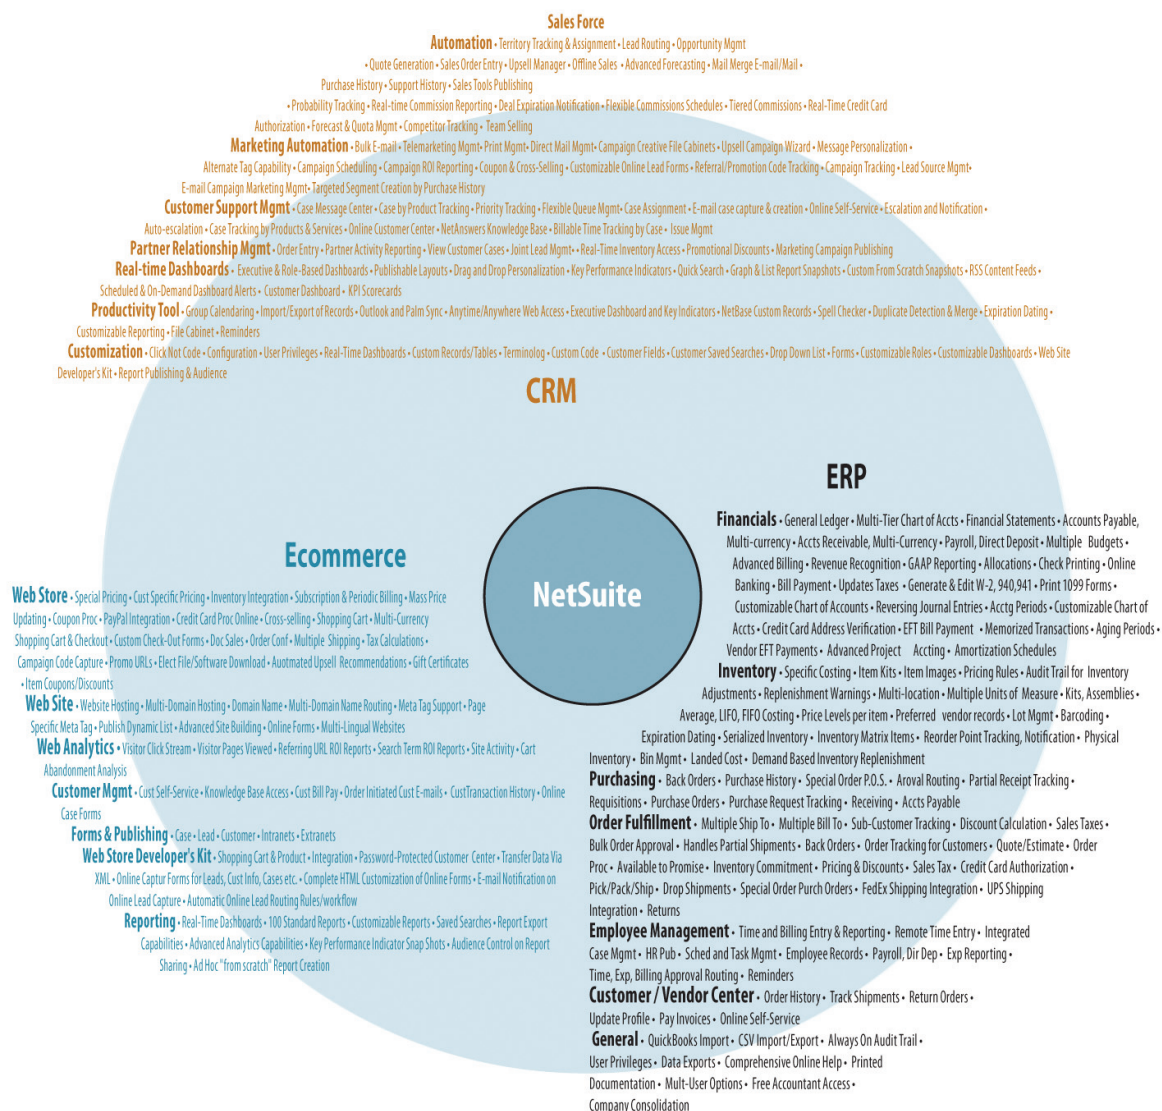 Sales Force
Automation • Territory Tracking & Assignment • Lead Routing • Opportunity Mgmt
• Quote Generation • Sales Order Entry • Upsell Manager • Offline Sales • Advanced Forecasting • Mail Merge E-mail/Mail •
Purchase History • Support History • Sales Tools Publishing
• Probability Tracking • Real-time Commission Reporting • Deal Expiration Notification • Flexible Commissions Schedules • Tiered Commissions • Real-Time Credit Card
Authorization • Forecast & Quota Mgmt • Competitor Tracking • Team Selling
Marketing Automation • Bulk E-mail • Telemarketing Mgmt• Print Mgmt• Direct Mail Mgmt• Campaign Creative File Cabinets • Upsell Campaign Wizard • Message Personalization •
Alternate Tag Capability • Campaign Scheduling • Campaign ROI Reporting • Coupon & Cross-Selling • Customizable Online Lead Forms • Referral/Promotion Code Tracking • Campaign Tracking • Lead Source Mgmt•
E-mail Campaign Marketing Mgmt• Targeted Segment Creation by Purchase History
Customer Support Mgmt • Case Message Center • Case by Product Tracking • Priority Tracking • Flexible Queue Mgmt• Case Assignment • E-mail case capture & creation • Online Self-Service • Escalation and Notification •
Auto-escalation • Case Tracking by Products & Services • Online Customer Center • NetAnswers Knowledge Base • Billable Time Tracking by Case • Issue Mgmt
Partner Relationship Mgmt • Order Entry • Partner Activity Reporting • View Customer Cases • Joint Lead Mgmt• • Real-Time Inventory Access • Promotional Discounts • Marketing Campaign Publishing
Real-time Dashboards • Executive & Role-Based Dashboards • Publishable Layouts • Drag and Drop Personalization • Key Performance Indicators • Quick Search • Graph & List Report Snapshots • Custom From Scratch Snapshots • RSS Content Feeds •
Scheduled & On-Demand Dashboard Alerts • Customer Dashboard • KPI Scorecards
Productivity Tool • Group Calendaring • Import/Export of Records • Outlook and Palm Sync • Anytime/Anywhere Web Access • Executive Dashboard and Key Indicators • NetBase Custom Records • Spell Checker • Duplicate Detection & Merge • Expiration Dating •
Customizable Reporting • File Cabinet • Reminders
Customization • Click Not Code • Configuration • User Privileges • Real-Time Dashboards • Custom Records/Tables • Terminolog • Custom Code • Customer Fields • Customer Saved Searches • Drop Down List • Forms • Customizable Roles • Customizable Dashboards • Web Site
Developer's Kit • Report Publishing & Audience
CRM
ERP
Financials • General Ledger • Multi-Tier Chart of Accts • Financial Statements • Accounts Payable,
Multi-currency • Accts Receivable, Multi-Currency • Payroll, Direct Deposit • Multiple Budgets •
Advanced Billing • Revenue Recognition • GAAP Reporting • Allocations • Check Printing • Online
Banking • Bill Payment • Updates Taxes • Generate & Edit W-2, 940,941 • Print 1099 Forms •
Customizable Chart of Accounts • Reversing Journal Entries • Acctg Periods • Customizable Chart of
Accts • Credit Card Address Verification • EFT Bill Payment • Memorized Transactions • Aging Periods •
Vendor EFT Payments • Advanced Project Accting • Amortization Schedules
Inventory • Specific Costing • Item Kits • Item Images • Pricing Rules • Audit Trail for Inventory
Adjustments • Replenishment Warnings • Multi-location • Multiple Units of Measure • Kits, Assemblies •
Average, LIFO, FIFO Costing • Price Levels per item • Preferred vendor records • Lot Mgmt • Barcoding •
Expiration Dating • Serialized Inventory • Inventory Matrix Items • Reorder Point Tracking, Notification • Physical
Inventory • Bin Mgmt • Landed Cost • Demand Based Inventory Replenishment
Purchasing • Back Orders • Purchase History • Special Order P.O.S. • Aroval Routing • Partial Receipt Tracking •
Requisitions • Purchase Orders • Purchase Request Tracking • Receiving • Accts Payable
Order Fulfillment • Multiple Ship To • Multiple Bill To • Sub-Customer Tracking • Discount Calculation • Sales Taxes •
Bulk Order Approval • Handles Partial Shipments • Back Orders • Order Tracking for Customers • Quote/Estimate • Order
Proc • Available to Promise • Inventory Commitment • Pricing & Discounts • Sales Tax • Credit Card Authorization •
Pick/Pack/Ship • Drop Shipments • Special Order Purch Orders • FedEx Shipping Integration • UPS Shipping
Integration • Returns
Employee Management • Time and Billing Entry & Reporting • Remote Time Entry • Integrated
Case Mgmt • HR Pub • Sched and Task Mgmt • Employee Records • Payroll, Dir Dep • Exp Reporting •
Time, Exp, Billing Approval Routing • Reminders
Customer / Vendor Center • Order History • Track Shipments • Return Orders •
Update Profile • Pay Invoices • Online Self-Service
General • QuickBooks Import • CSV Import/Export • Always On Audit Trail •
User Privileges • Data Exports • Comprehensive Online Help • Printed
Documentation • Mult-User Options • Free Accountant Access •
Company Consolidation
NetSuite
Ecommerce
Web Store • Special Pricing • Cust Specific Pricing • Inventory Integration • Subscription & Periodic Billing • Mass Price
Updating • Coupon Proc • PayPal Integration • Credit Card Proc Online • Cross-selling • Shopping Cart • Multi-Currency
Shopping Cart & Checkout • Custom Check-Out Forms • Doc Sales • Order Conf • Multiple Shipping • Tax Calculations •
Campaign Code Capture • Promo URLs • Elect File/Software Download • Auotmated Upsell Recommendations • Gift Certificates
• Item Coupons/Discounts
Web Site • Website Hosting • Multi-Domain Hosting • Domain Name • Multi-Domain Name Routing • Meta Tag Support • Page
Specific Meta Tag • Publish Dynamic List • Advanced Site Building • Online Forms • Multi-Lingual Websites
Web Analytics • Visitor Click Stream • Visitor Pages Viewed • Referring URL ROI Reports • Search Term ROI Reports • Site Activity • Cart
Abandonment Analysis
Customer Mgmt • Cust Self-Service • Knowledge Base Access • Cust Bill Pay • Order Initiated Cust E-mails • CustTransaction History • Online
Case Forms
Forms & Publishing • Case • Lead • Customer • Intranets • Extranets
Web Store Developer's Kit • Shopping Cart & Product • Integration • Password-Protected Customer Center • Transfer Data Via
XML • Online Captur Forms for Leads, Cust Info, Cases etc. • Complete HTML Customization of Online Forms • E-mail Notification on
Online Lead Capture • Automatic Online Lead Routing Rules/workflow
Reporting • Real-Time Dashboards • 100 Standard Reports • Customizable Reports • Saved Searches • Report Export
Capabilities • Advanced Analytics Capabilities • Key Performance Indicator Snap Shots • Audience Control on Report
Sharing • Ad Hoc "from scratch" Report Creation